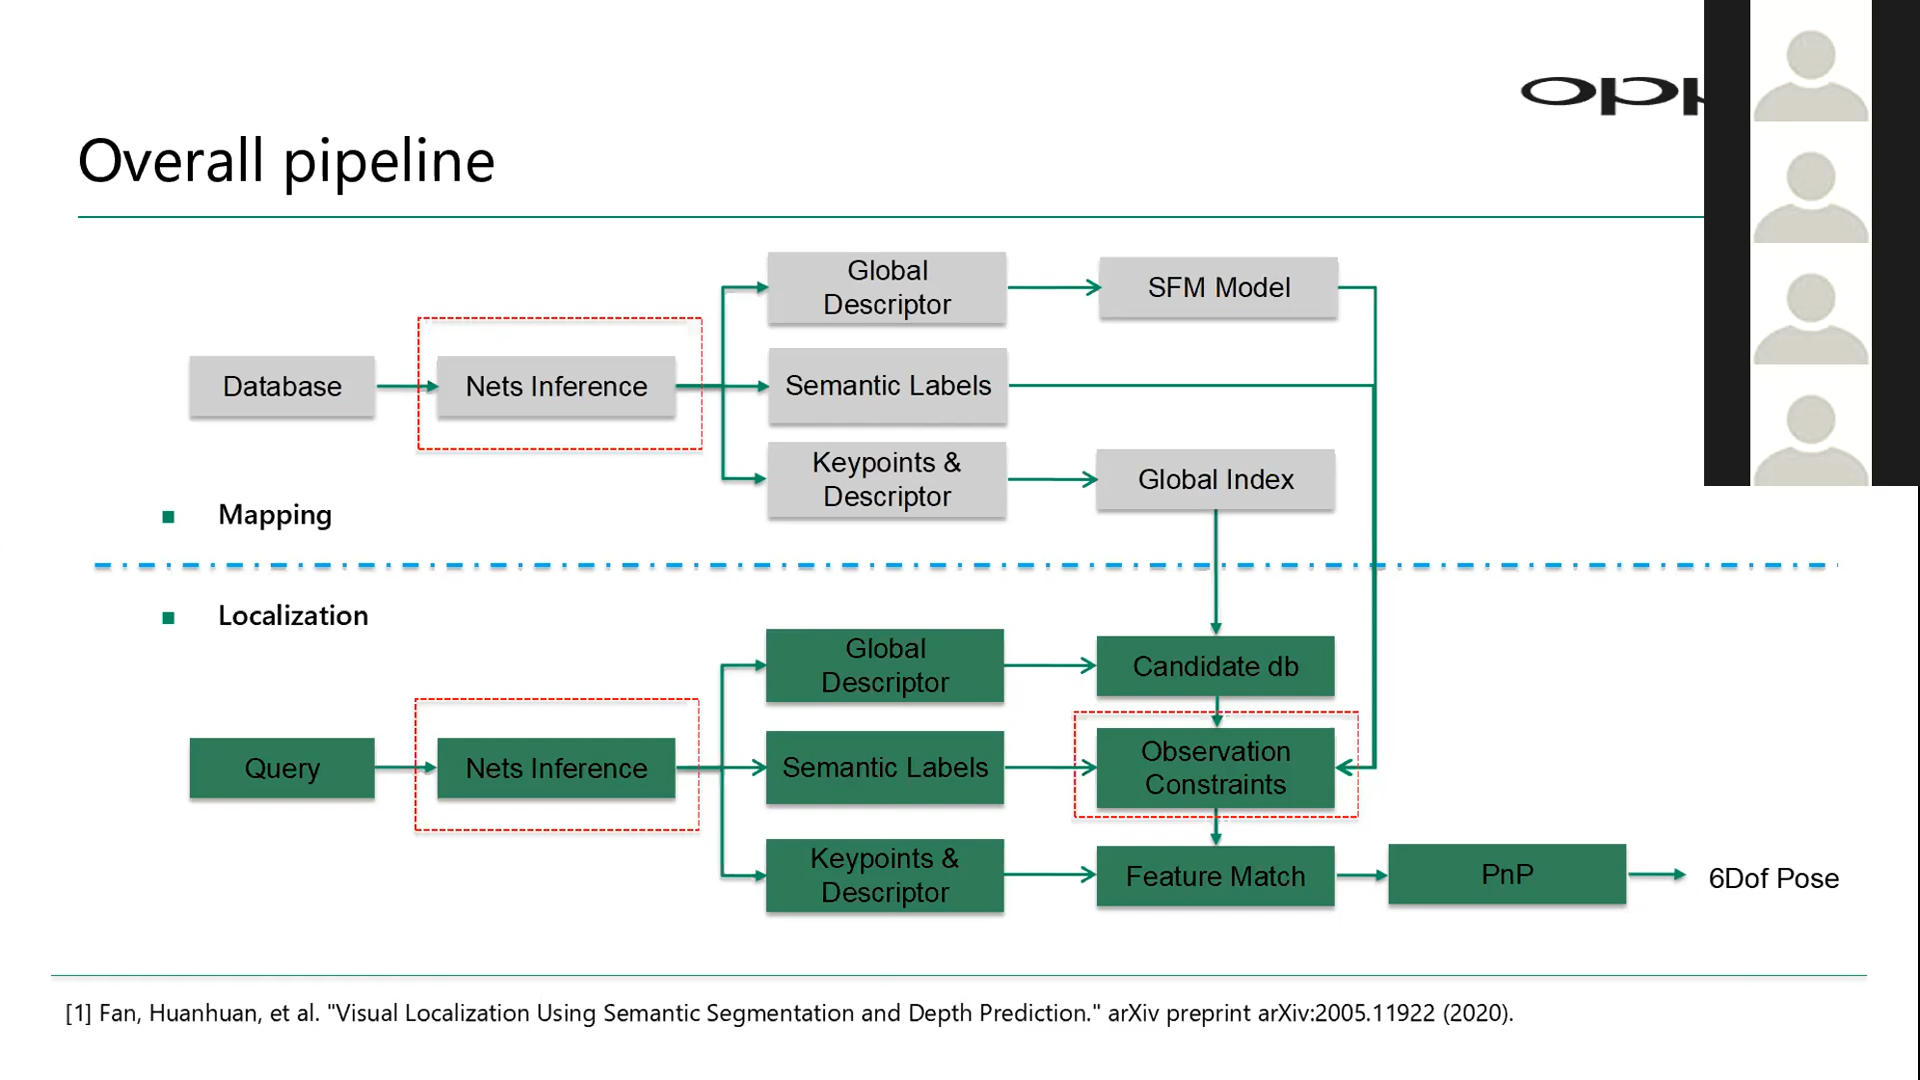 Overall pipeline
Global
Descriptor
SFM Model
Database
Nets Inference
Semantic Labels
Keypoints &
Descriptor
Global Index
Mapping
Localization
Global
Descriptor
Candidate db
Query
Nets Inference
Semantic Labels
Observation
Constraints
Keypoints &
Descriptor
Feature Match
PnP
6Dof Pose
[1] Fan, Huanhuan, et al. "Visual Localization Using Semantic Segmentation and Depth Prediction." arXiv preprint arXiv:2005.11922 (2020).